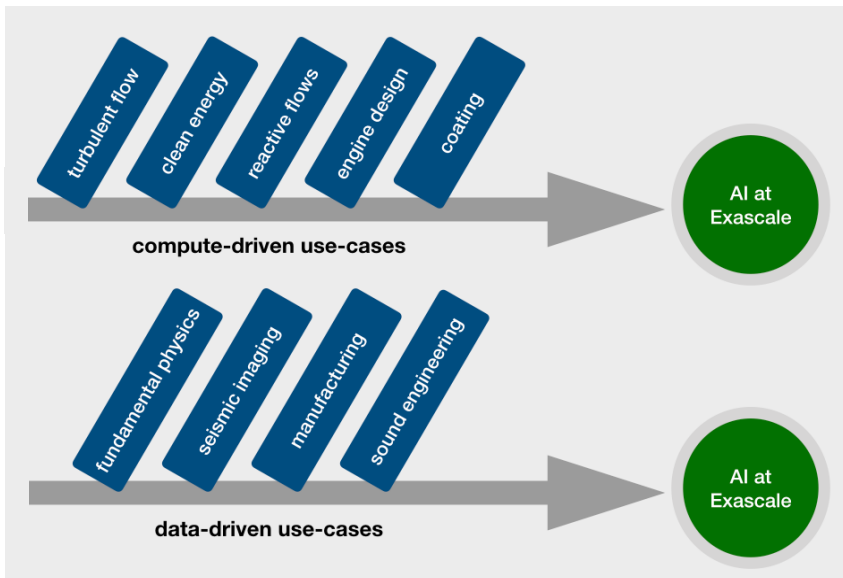 turbulent flow
clean energy
reactive flows
engine design
coating
AI at
Exascale
compute-driven use-cases
fundamental physics
seismic imaging
manufacturing
sound engineering
AI at
Exascale
data-driven use-cases